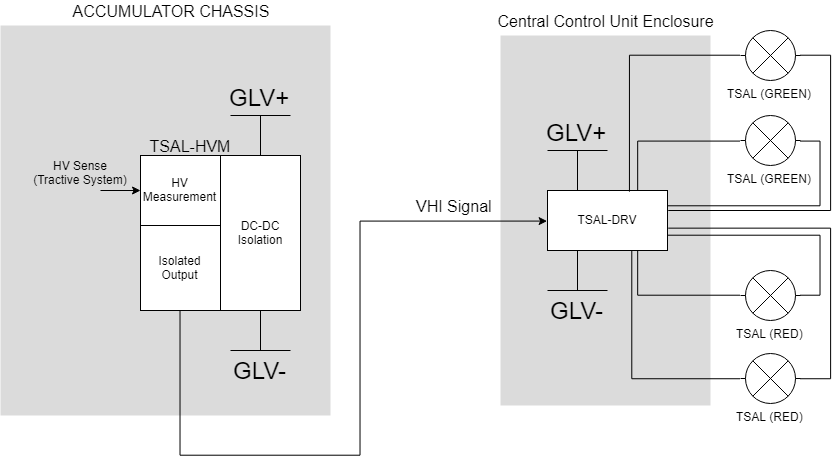 ACCUMULATOR CHASSIS
GLV+
TSAL-HVM
HV Sense
(Tractive System)
HV
Measurement
DC-DC
Isolation
Isolated
Output
GLV-
VHI Signal
Central Control Unit Enclosure
GLV+
TSAL-DRV
GLV-
TSAL (GREEN)
TSAL (GREEN)
TSAL (RED)
TSAL (RED)